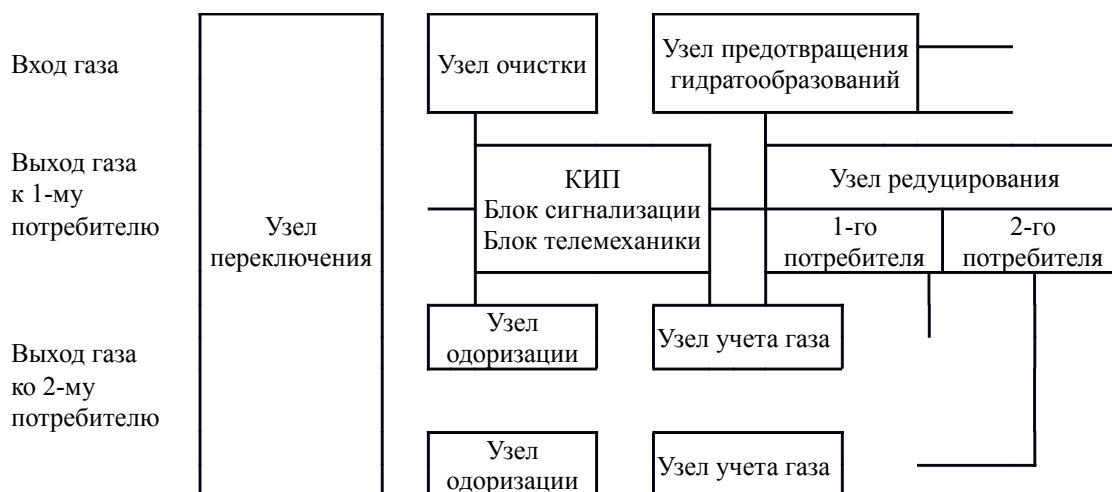 Вход газа
Выход газа
к 1-му
потребителю
Выход газа
ко 2-му
потребителю
Узел
переключения
Узел очистки
Узел предотвращения
гидратообразований
КИП
Блок сигнализации
Блок телемеханики
Узел редуцирования
1-го
потребителя
2-го
потребителя
Узел
одоризации
Узел учета газа
Узел
одоризации
Узел учета газа